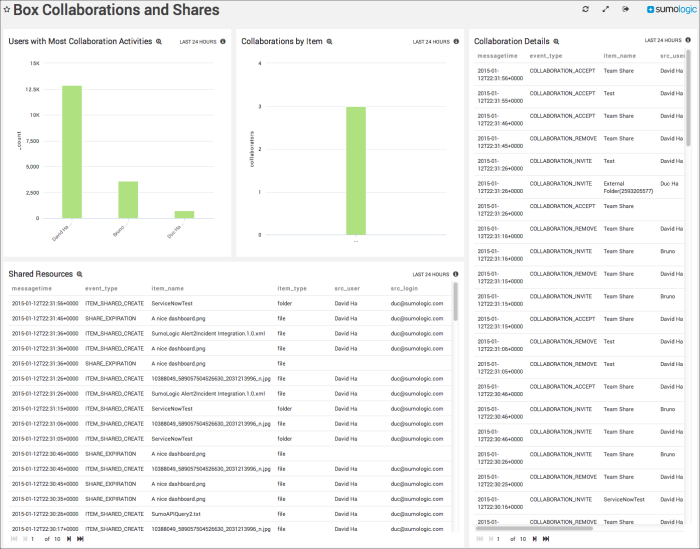 Box Collaborations and Shares
sumologic
Users with Most Collaboration Activities
LAST 24 HOURS
15K
12.5K
10K
7,500
5,000
2,500
0
_count
David Ha ...
Bruno ...
Duc Ha ...
Collaborations by Item
LAST 24 HOURS
4
3
2
1
0
collaborators
...
Collaboration Details
LAST 24 HOURS
messagetime event_type item_name src_user
2015-01-
12T22:31:56+0000 COLLABORATION_ACCEPT Team Share David Ha
2015-01-
12T22:31:55+0000 COLLABORATION_ACCEPT Test David Ha
2015-01-
12T22:31:46+0000 COLLABORATION_ACCEPT Team Share David Ha
2015-01-
12T22:31:45+0000 COLLABORATION_REMOVE Team Share David Ha
2015-01-
12T22:31:26+0000 COLLABORATION_INVITE Test David Ha
2015-01- COLLABORATION_INVITE External Duc Ha
12T22:31:26+0000 Folder(2593205577)
2015-01-
12T22:31:26+0000 COLLABORATION_ACCEPT Team Share
2015-01-
12T22:31:16+0000 COLLABORATION_REMOVE Team Share David Ha
2015-01-
12T22:31:16+0000 COLLABORATION_INVITE Team Share Bruno
2015-01-
12T22:31:15+0000 COLLABORATION_REMOVE Team Share David Ha
2015-01-
12T22:31:15+0000 COLLABORATION_INVITE Team Share David Ha
2015-01-
12T22:31:05+0000 COLLABORATION_ACCEPT Test David Ha
2015-01-
12T22:31:05+0000 COLLABORATION_REMOVE Test David Ha
2015-01-
12T22:30:46+0000 COLLABORATION_ACCEPT Team Share David Ha
2015-01-
12T22:30:46+0000 COLLABORATION_INVITE Team Share Bruno
2015-01-
12T22:30:46+0000 COLLABORATION_INVITE Team Share David Ha
2015-01-
12T22:30:26+0000 COLLABORATION_INVITE Team Share Bruno
2015-01-
12T22:30:25+0000 COLLABORATION_REMOVE Team Share David Ha
2015-01-
12T22:30:16+0000 COLLABORATION_INVITE ServiceNowTest David Ha
2015-01- COLLABORATION_REMOVE Team Share David Ha
1 of 10
Shared Resources
LAST 24 HOURS
messagetime event_type item_name item_type src_user src_login
2015-01-12T22:31:56+0000 ITEM_SHARED_CREATE ServiceNowTest folder David Ha duc@sumologic.com
2015-01-12T22:31:46+0000 SHARE_EXPIRATION A nice dashboard.png file David Ha duc@sumologic.com
2015-01-12T22:31:36+0000 ITEM_SHARED_CREATE SumoLogic Alert2Incident Integration.1.0.xml file David Ha duc@sumologic.com
2015-01-12T22:31:36+0000 ITEM_SHARED_CREATE A nice dashboard.png file David Ha duc@sumologic.com
2015-01-12T22:31:36+0000 SHARE_EXPIRATION A nice dashboard.png file duc@sumologic.com
2015-01-12T22:31:26+0000 ITEM_SHARED_CREATE 10388049_589057504526630_2031213996_n.jpg file David Ha duc@sumologic.com
2015-01-12T22:31:26+0000 ITEM_SHARED_CREATE SumoLogic Alert2Incident Integration.1.0.xml file David Ha duc@sumologic.com
2015-01-12T22:31:15+0000 ITEM_SHARED_CREATE ServiceNowTest folder David Ha duc@sumologic.com
2015-01-12T22:31:06+0000 ITEM_SHARED_CREATE 10388049_589057504526630_2031213996_n.jpg file David Ha duc@sumologic.com
2015-01-12T22:31:05+0000 ITEM_SHARED_CREATE ServiceNowTest folder David Ha duc@sumologic.com
2015-01-12T22:30:46+0000 SHARE_EXPIRATION A nice dashboard.png file David Ha duc@sumologic.com
2015-01-12T22:30:45+0000 SHARE_EXPIRATION A nice dashboard.png file David Ha duc@sumologic.com
2015-01-12T22:30:35+0000 SHARE_EXPIRATION A nice dashboard.png file David Ha duc@sumologic.com
2015-01-12T22:30:26+0000 ITEM_SHARED_CREATE SumoAPIQuery2.txt file David Ha duc@sumologic.com
2015-01-12T22:30:17+0000 ITEM_SHARED_CREATE 10388049_589057504526630_2031213996_n.jpg file David Ha duc@sumologic.com
1 of 10